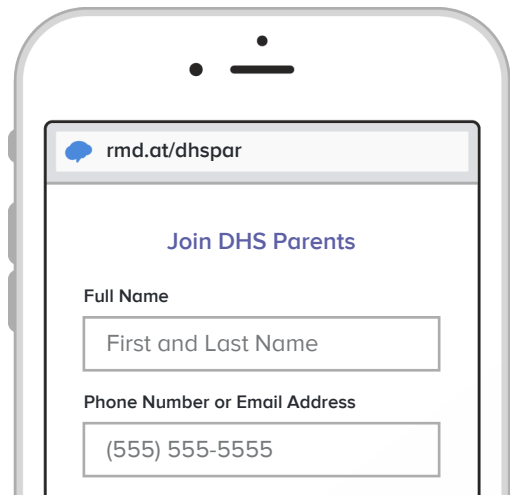 rmd.at/dhspar
Join DHS Parents
Full Name
First and Last Name
Phone Number or Email Address
(555) 555-5555